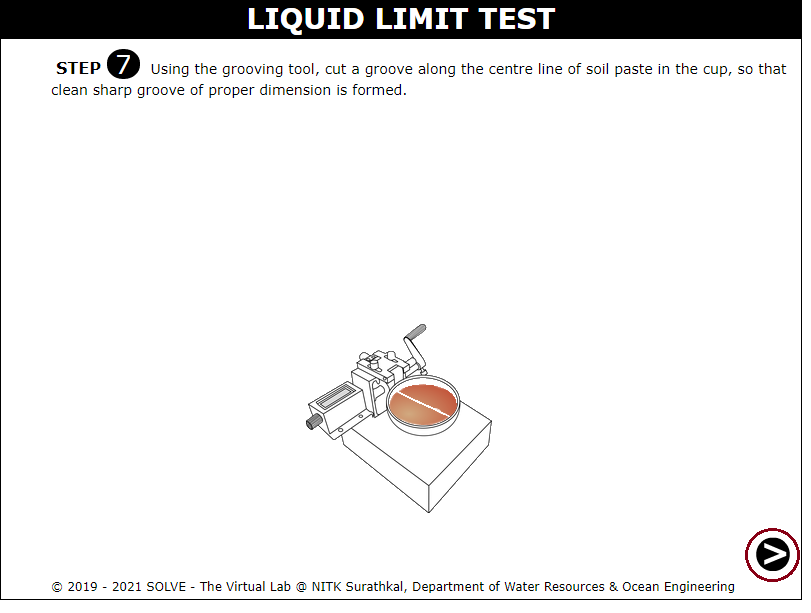 LIQUID LIMIT TEST
STEP 7 Using the grooving tool, cut a groove along the centre line of soil paste in the cup, so that
clean sharp groove of proper dimension is formed.
>
© 2019 - 2021 SOLVE - The Virtual Lab @ NITK Surathkal, Department of Water Resources & Ocean Engineering